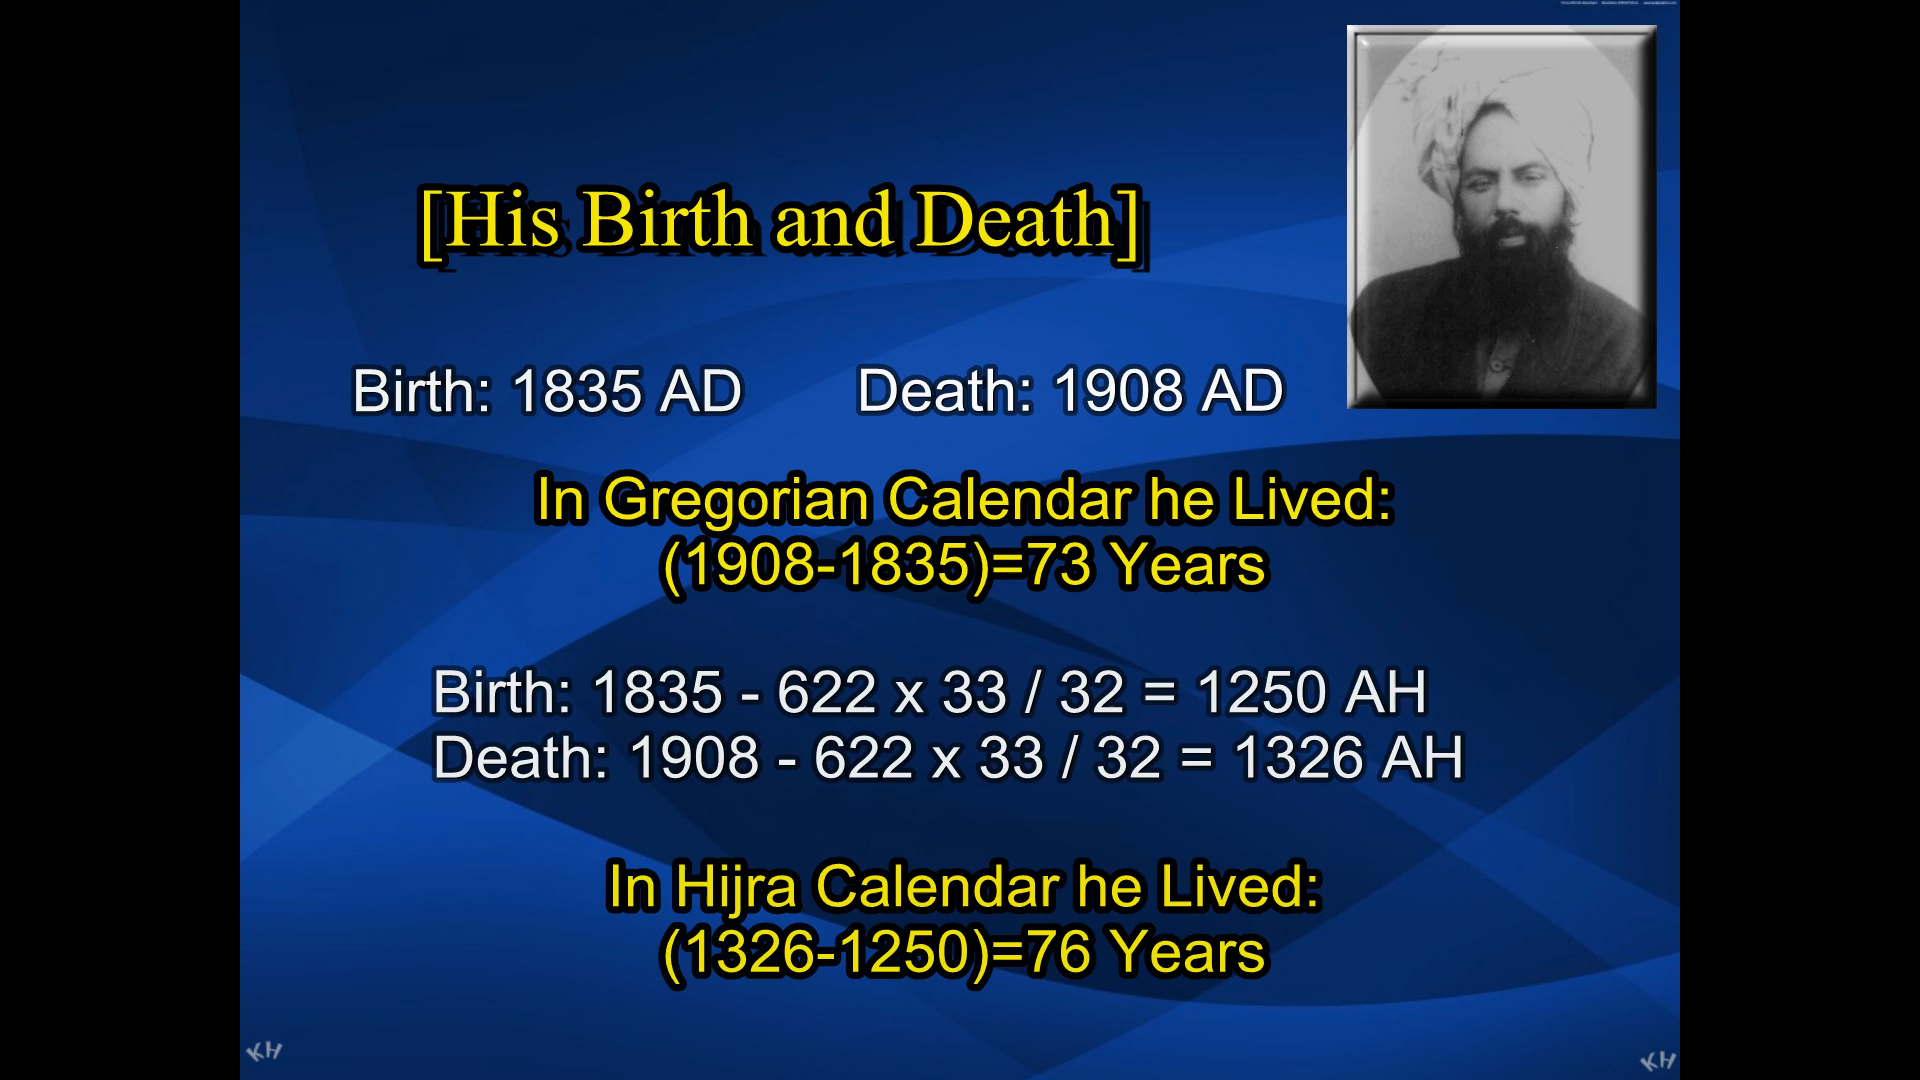 [His Birth and Death]
Birth: 1835 AD Death: 1908 AD
In Gregorian Calendar he Lived:
(1908-1835)=73 Years
Birth: 1835 - 622 x 33 / 32 = 1250 AH
Death: 1908 - 622 x 33 / 32 = 1326 AH
In Hijra Calendar he Lived:
(1326-1250)=76 Years
KH
KH